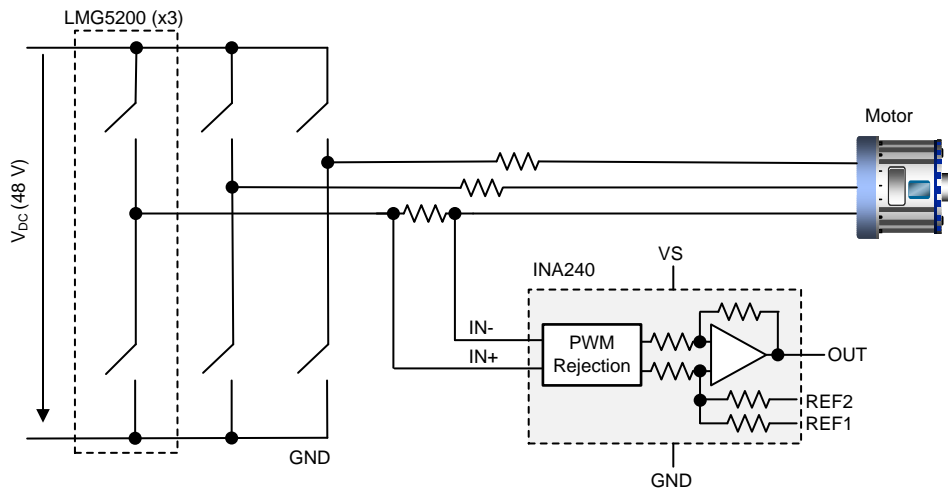 LMG5200 (x3)
Motor
VDC (48 V)
VS
INA240
IN-
IN+
PWM
Rejection
OUT
REF2
REF1
GND
GND